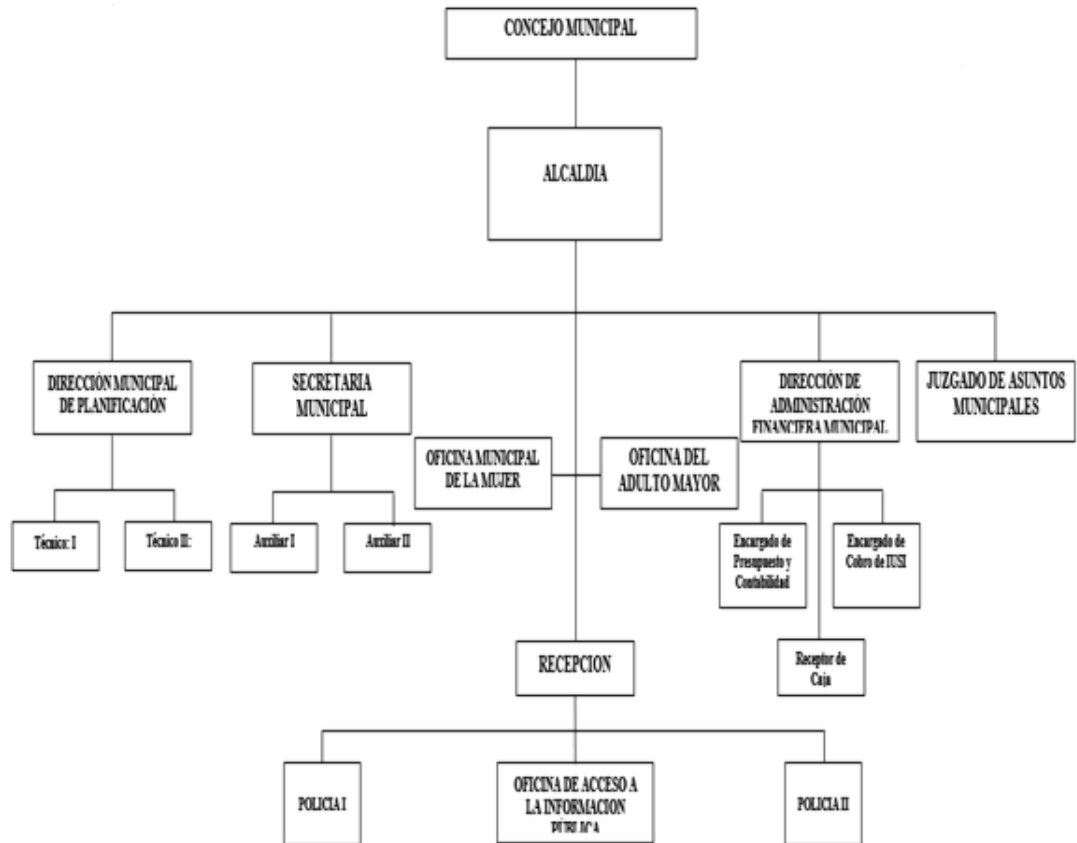 CONCEJO MUNICIPAL
ALCALDIA
DIRECCIÓN MUNICIPAL
DE PLANIFICACIÓN
SECRETARIA
MUNICIPAL
DIRECCIÓN DE
ADMINISTRACIÓN
FINANCIERA MUNICIPAL
JUZGADO DE ASUNTOS
MUNICIPALES
OFICINA MUNICIPAL
DE LA MUJER
OFICINA DEL
ADULTO MAYOR
Técnico: I
Técnico II:
Auxiliar I
Auxiliar II
Encargado de
Presupuesto y
Contabilidad
Encargado de
Cobro de IUSI
RECEPCION
Receptor de
Caja
POLICIA I
OFICINA DE ACCESO A
LA INFORMACION
PÚBLICA
POLICIA II